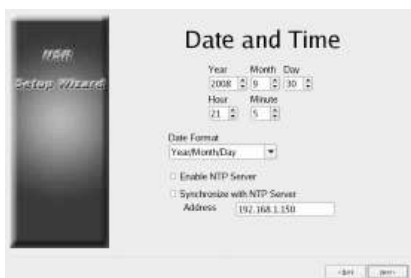 Setup Wizard
Date and Time
Year Month Day
2008 9 30
Hour Minute
21 5
Date Format
Year/Month/Day
Enable NTP Server
Synchronize with NTP Server
Address 192.168.1.150